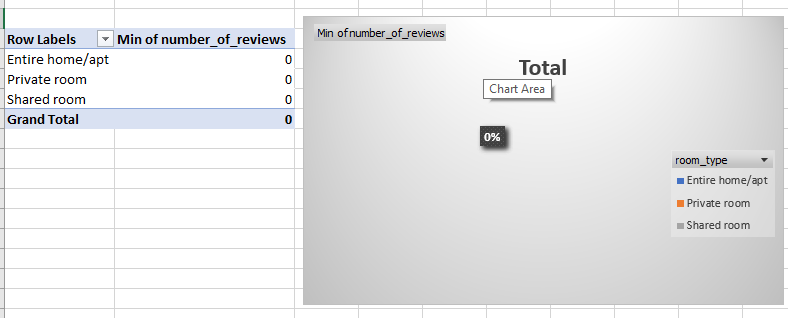 Row Labels Min of number_of_reviews
Entire home/apt 0
Private room 0
Shared room 0
Grand Total 0
Min of number_of_reviews
Total
Chart Area
0%
room_type
Entire home/apt
Private room
Shared room